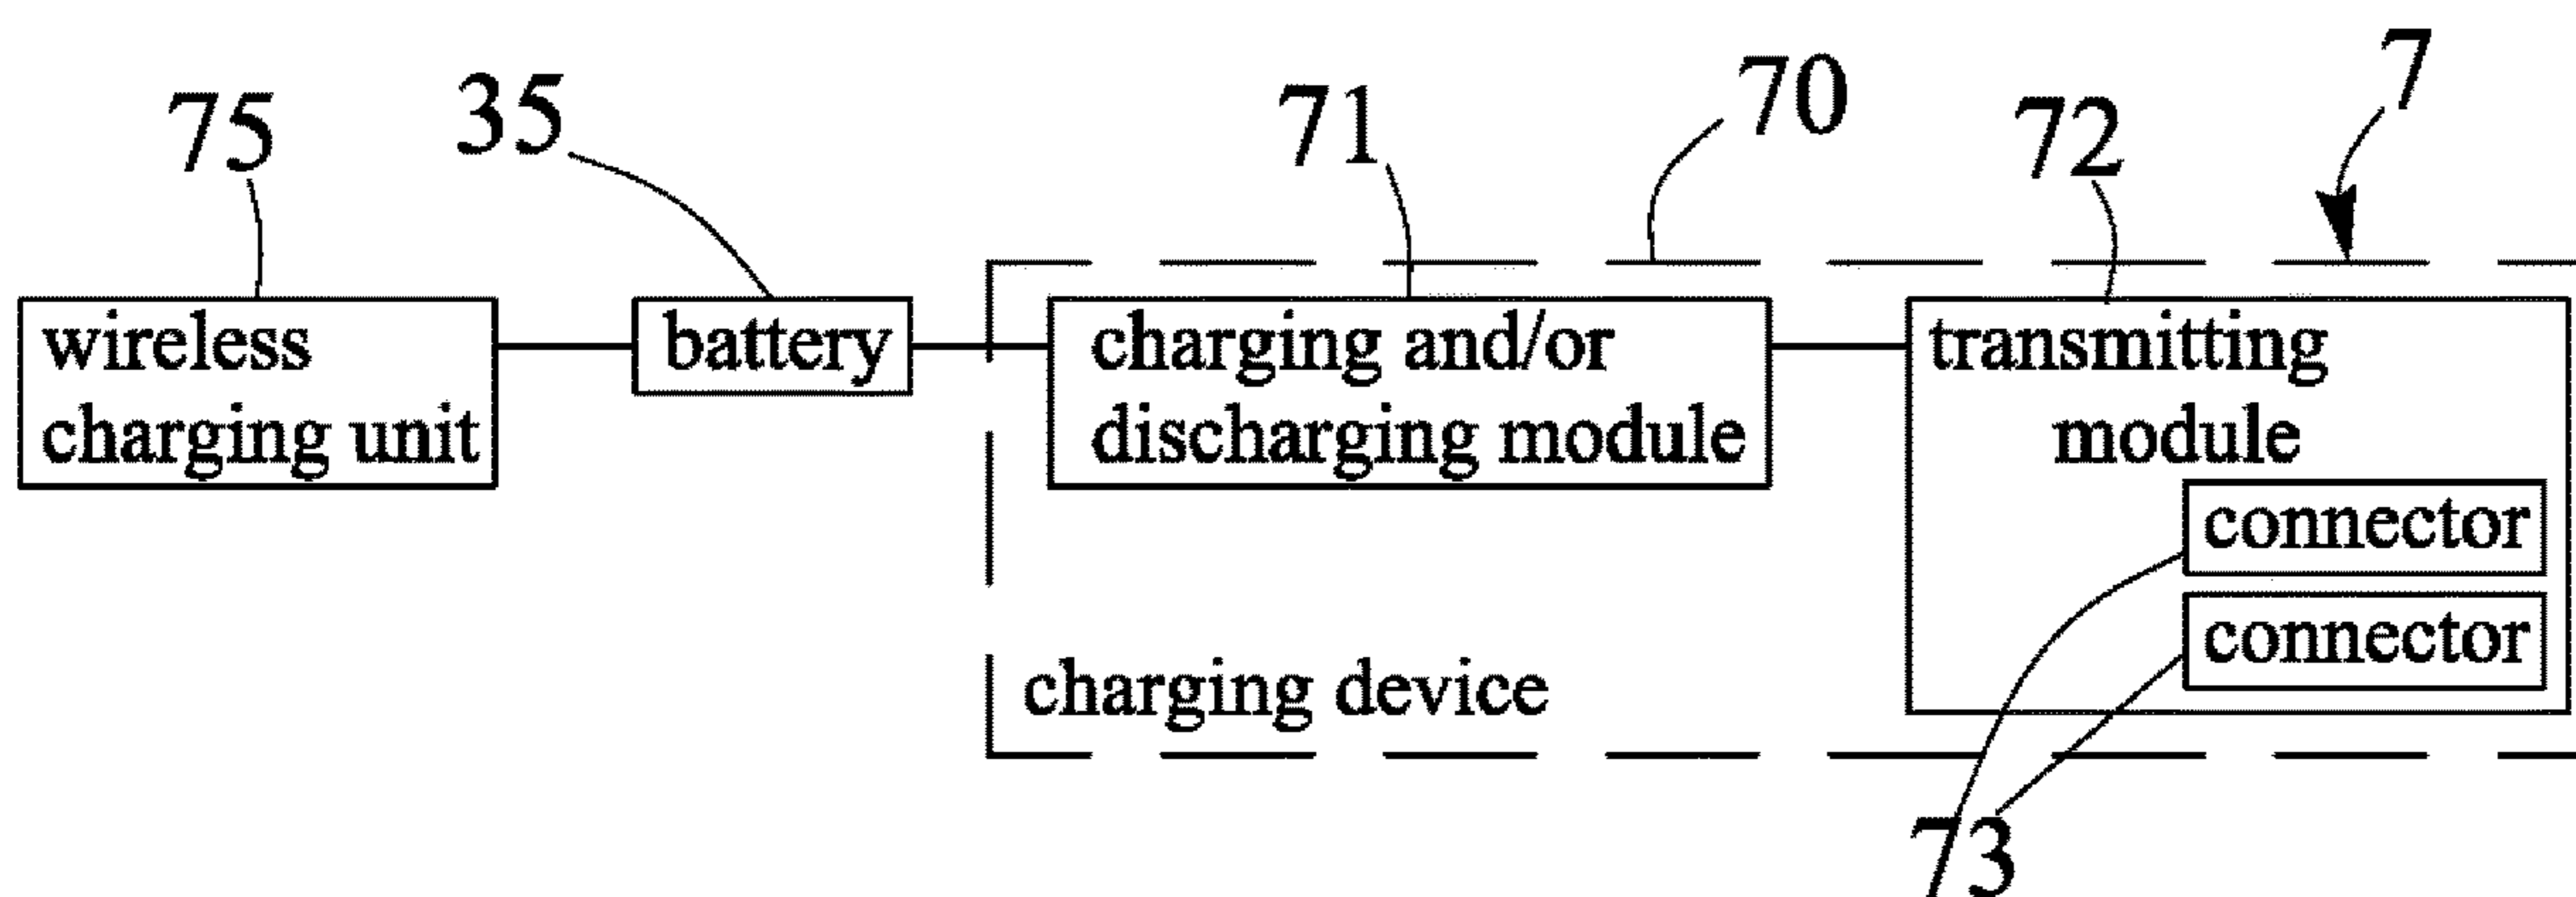 75
35
71
70
72
7
wireless
charging unit
battery
charging and/or
discharging module
transmitting
module
connector
connector
charging device
73